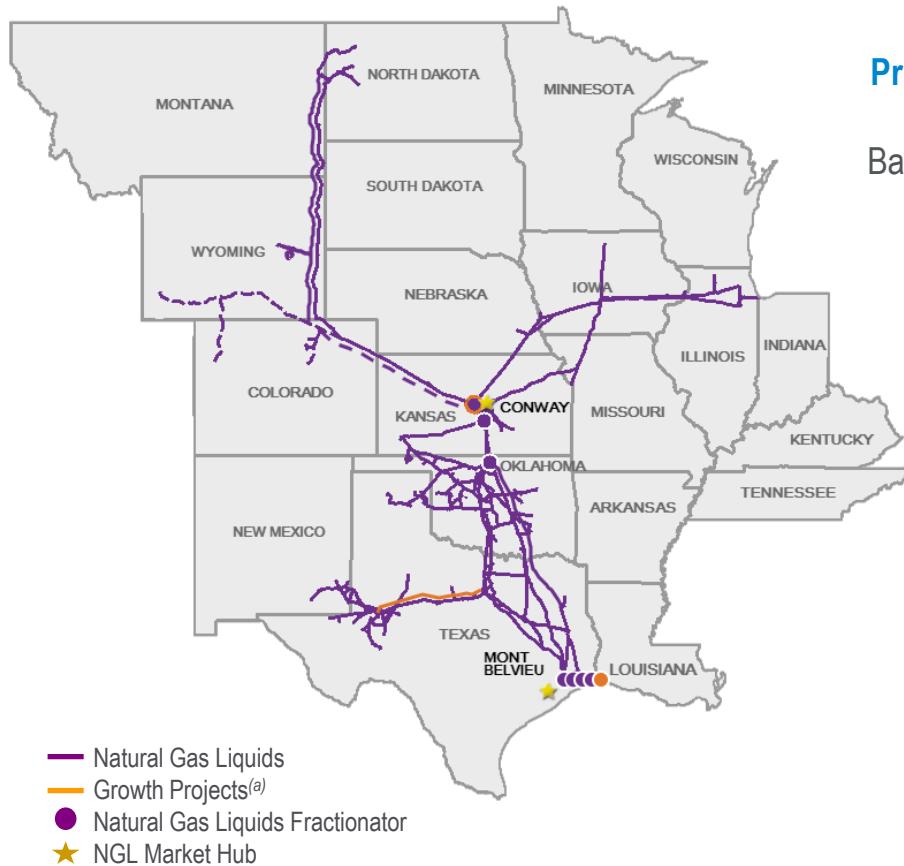 Pr
Ba
NORTH DAKOTA
MINNESOTA
MONTANA
WISCONSIN
SOUTH DAKOTA
WYOMING
NEBRASKA
IOWA
ILLINOIS
INDIANA
COLORADO
KANSAS
CONWAY
MISSOURI
KENTUCKY
OKLAHOMA
TENNESSEE
ARKANSAS
NEW MEXICO
TEXAS
MONT
BELVIEU
LOUISIANA
Natural Gas Liquids
Growth Projects(a)
Natural Gas Liquids Fractionator
NGL Market Hub